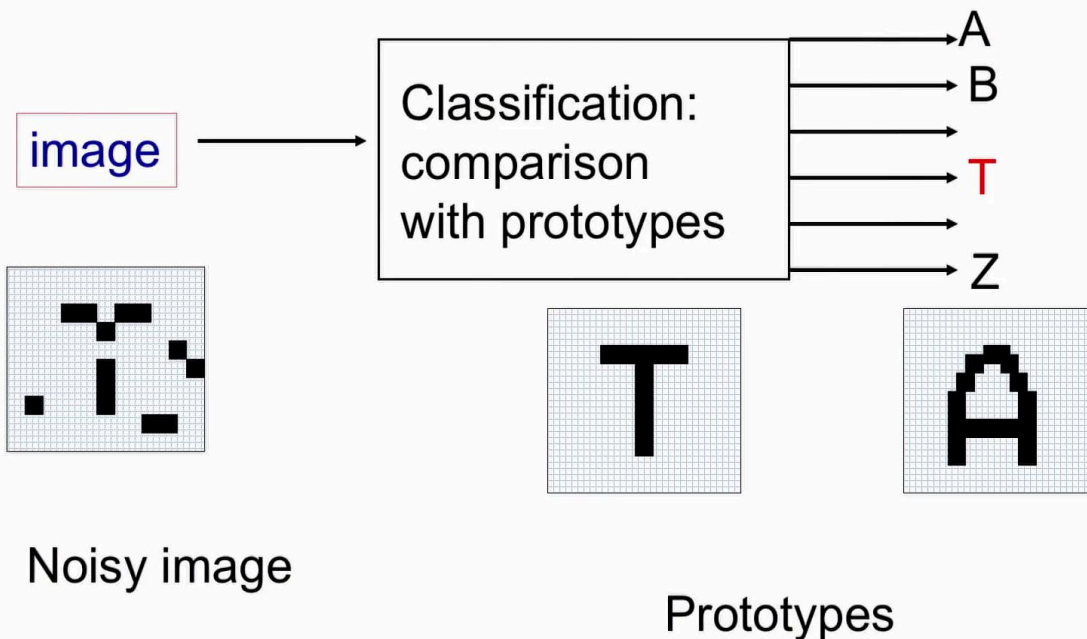 image
Classification:
comparison
with prototypes
A
B
T
Z
Noisy image
Prototypes